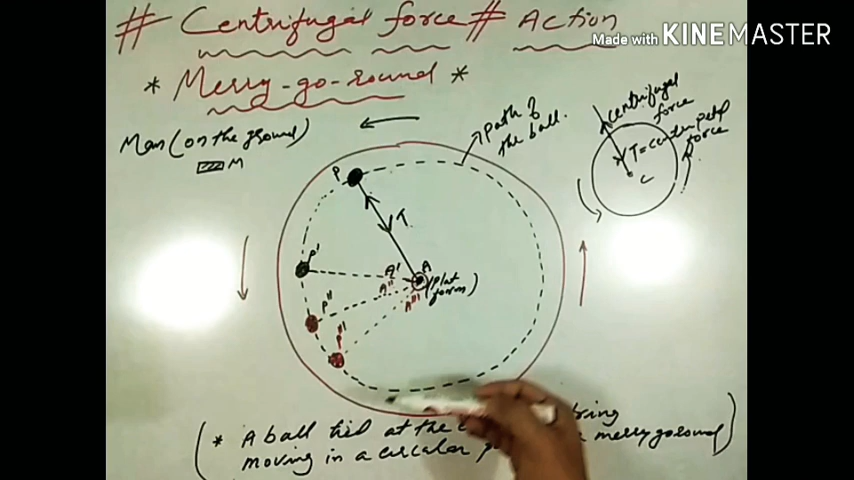 # Centrifugal force # Action
Made with KINEMASTER
* Merry-go-round *
Man (on the ground)
M
path of
the ball.
centrifugal
force
T = centripetal
force
C
P
T
P'
A'
A
A"
(plat
form)
P"
A'''
P'''
( * A ball tied at the
moving in a circular
string
merry go round )